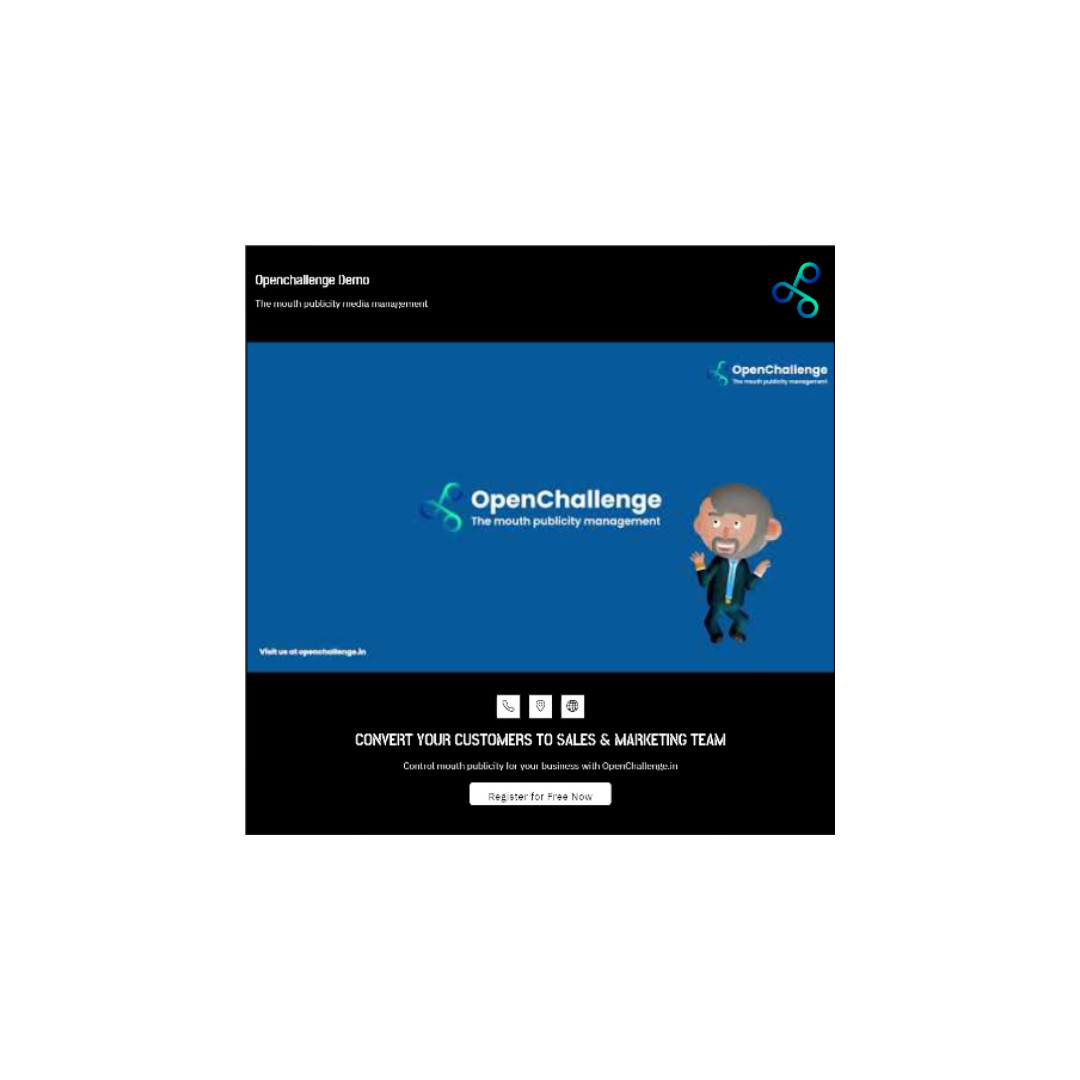 Openchallenge Demo
The mouth publicity media management
OpenChallenge
The mouth publicity management
OpenChallenge
The mouth publicity management
Visit us at openchallenge.in
CONVERT YOUR CUSTOMERS TO SALES & MARKETING TEAM
Control mouth publicity for your business with OpenChallenge.in
Register for Free Now